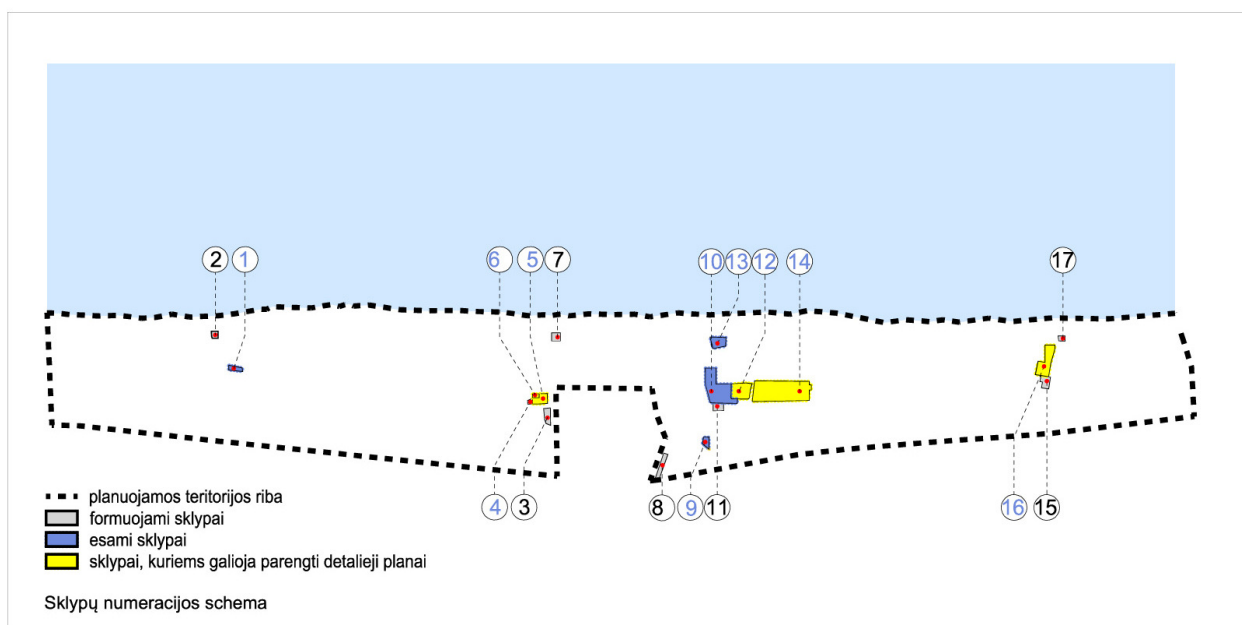 2 1 6 5 7 10 13 12 14 17
4 3 8 9 11 16 15
planuojamos teritorijos riba
formuojami sklypai
esami sklypai
sklypai, kuriems galioja parengti detalieji planai
Sklypų numeracijos schema